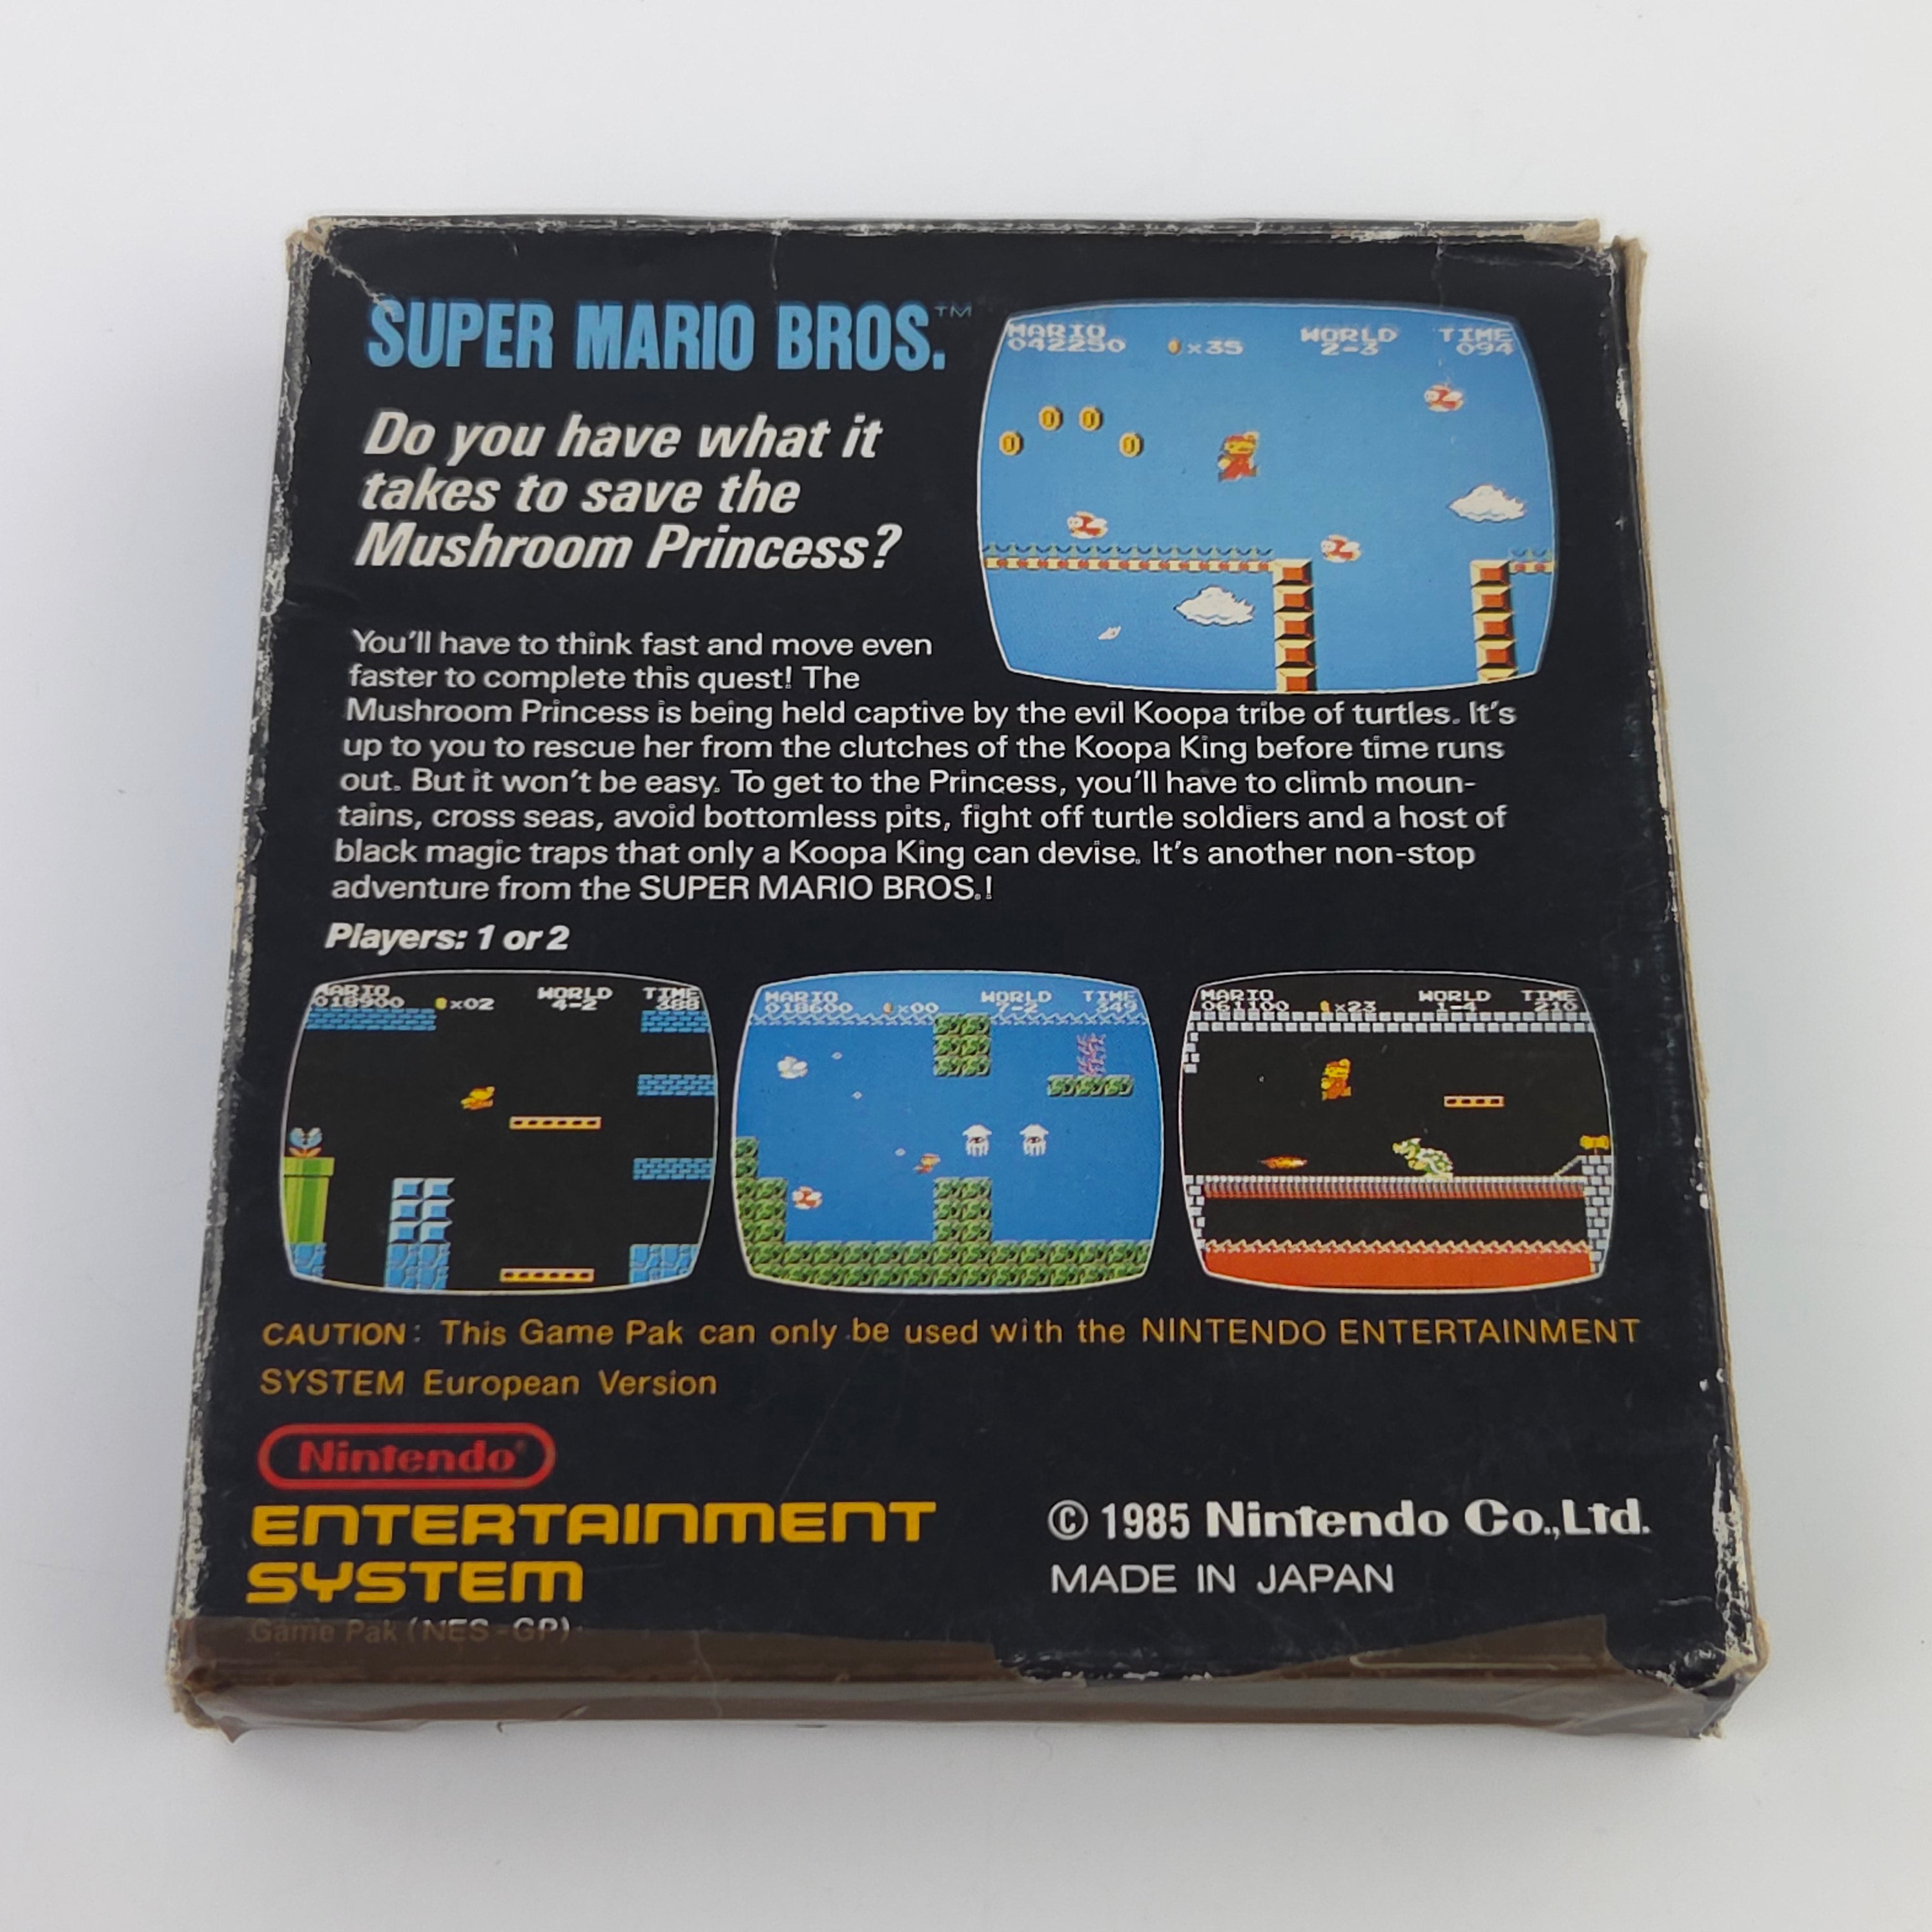 SUPER MARIO BROS.™
Do you have what it
takes to save the
Mushroom Princess?
MARIO WORLD TIME
042250 ×35 2-3 094
You'll have to think fast and move even
faster to complete this quest! The
Mushroom Princess is being held captive by the evil Koopa tribe of turtles. It's
up to you to rescue her from the clutches of the Koopa King before time runs
out. But it won't be easy. To get to the Princess, you'll have to climb moun-
tains, cross seas, avoid bottomless pits, fight off turtle soldiers and a host of
black magic traps that only a Koopa King can devise. It's another non-stop
adventure from the SUPER MARIO BROS.!
Players: 1 or 2
MARIO WORLD TIME
018900 ×02 4-2 388
MARIO WORLD TIME
018600 ×00 7-2 349
MARIO WORLD TIME
061100 ×23 1-4 210
CAUTION: This Game Pak can only be used with the NINTENDO ENTERTAINMENT
SYSTEM European Version
Nintendo®
ENTERTAINMENT
SYSTEM
Game Pak (NES-GP)
© 1985 Nintendo Co.,Ltd.
MADE IN JAPAN